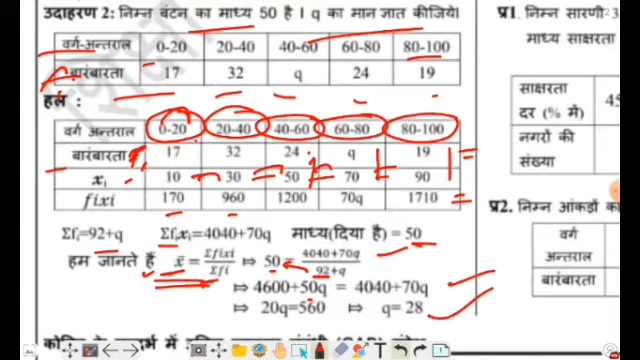 उदाहरण 2: निम्न बंटन का माध्य 50 है। q का मान ज्ञात कीजिये।
वर्ग-अन्तराल 0-20 20-40 40-60 60-80 80-100
बारंबारता 17 32 q 24 19
हल :
वर्ग अन्तराल 0-20 20-40 40-60 60-80 80-100
बारंबारता 17 32 24 q 19
xi 10 30 50 70 90
fixi 170 960 1200 70q 1710
Σfi=92+q Σfixi=4040+70q माध्य (दिया है) = 50
हम जानते हैं x̄ = Σfixi/Σfi ⇒ 50 = 4040+70q/92+q
⇒ 4600+50q = 4040+70q
⇒ 20q=560 ⇒ q= 28
प्र1. निम्न सारणी
माध्य साक्षरता
साक्षरता
दर (% में)
नगरों की
संख्या
प्र2. निम्न आंकड़ों का
वर्ग
अन्तराल
बारंबारता